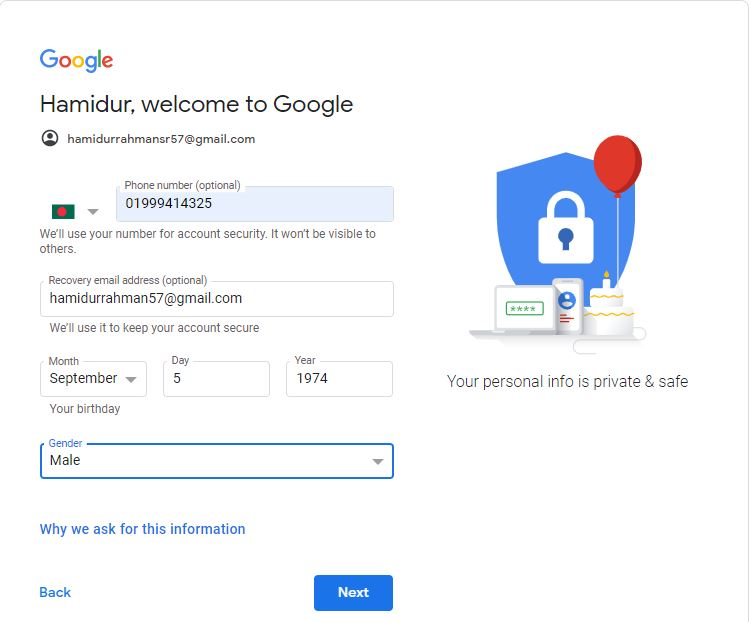 Google
Hamidur, welcome to Google
hamidurrahmansr57@gmail.com
Phone number (optional)
01999414325
We'll use your number for account security. It won't be visible to
others.
Recovery email address (optional)
hamidurrahman57@gmail.com
We'll use it to keep your account secure
Month
September
Day
5
Year
1974
Your birthday
Gender
Male
Why we ask for this information
Back
Next
****
Your personal info is private & safe